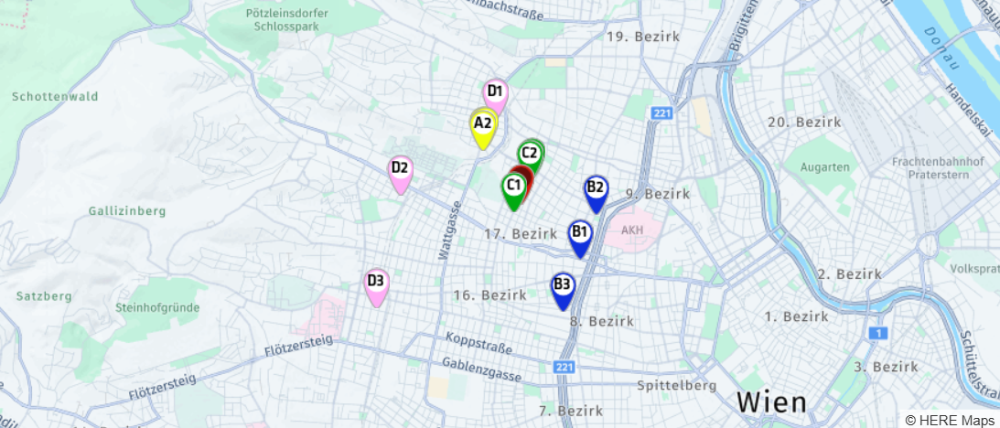 Pötzleinsdorfer
Schlosspark
19. Bezirk
Donau
Handelskai
Schottenwald
D1
221
20. Bezirk
A2
C2
Frachtenbahnhof
Praterstern
Augarten
D2
C1
B2
9. Bezirk
Gallizinberg
Wattgasse
17. Bezirk
B1
AKH
2. Bezirk
Satzberg
Steinhofgründe
D3
16. Bezirk
B3
8. Bezirk
1. Bezirk
1
Flötzersteig
Koppstraße
Gablenzgasse
221
3. Bezirk
Flötzersteig
Spittelberg
7. Bezirk
Wien
© HERE Maps